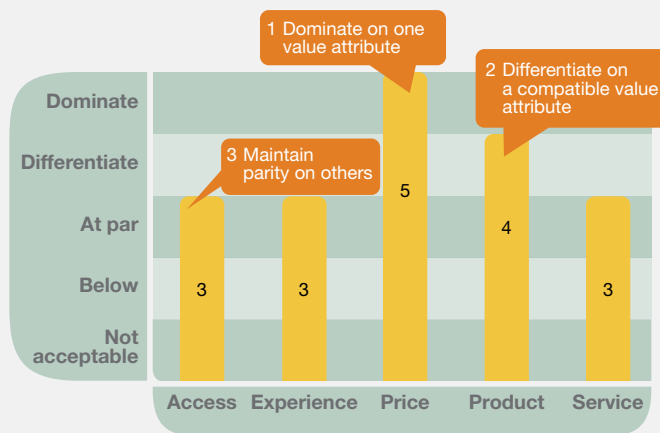 1 Dominate on one
value attribute
2 Differentiate on
a compatible value
attribute
3 Maintain
parity on others
Dominate
Differentiate
At par
Below
Not
acceptable
3
3
5
4
3
Access
Experience
Price
Product
Service